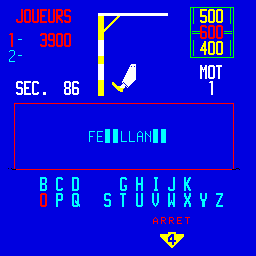 JOUEURS
500
1- 3900
600
2-
400
MOT
SEC. 86
1
FE▮▮LLAN▮▮
B C D G H I J K
O P Q S T U V W X Y Z
ARRET
4